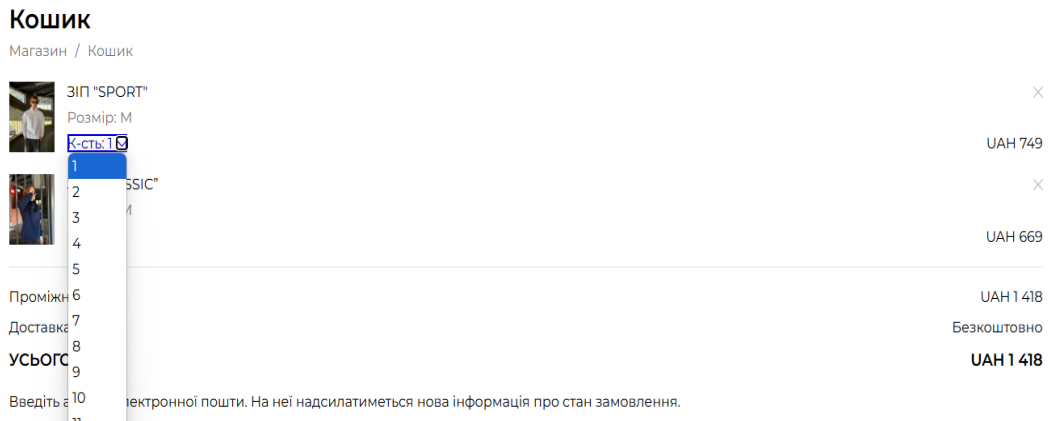 Кошик
Магазин / Кошик
ЗІП "SPORT"
X
Розмір: M
К-сть: 1
UAH 749
1
2
SSIC”
X
3
M
4
UAH 669
5
6
UAH 1 418
7
Безкоштовно
8
УСЬОГО
UAH 1 418
9
10
Введіть
електронної пошти. На неї надсилатиметься нова інформація про стан замовлення.
11